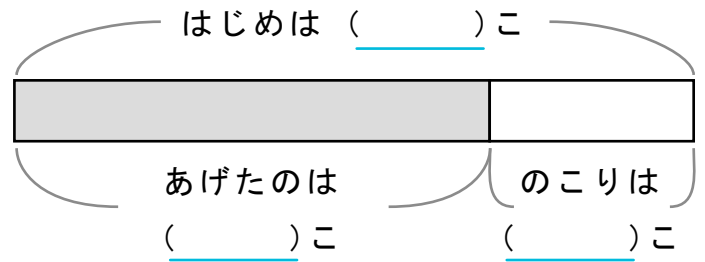 はじめは ( )こ
あげたのは
( )こ
のこりは
( )こ